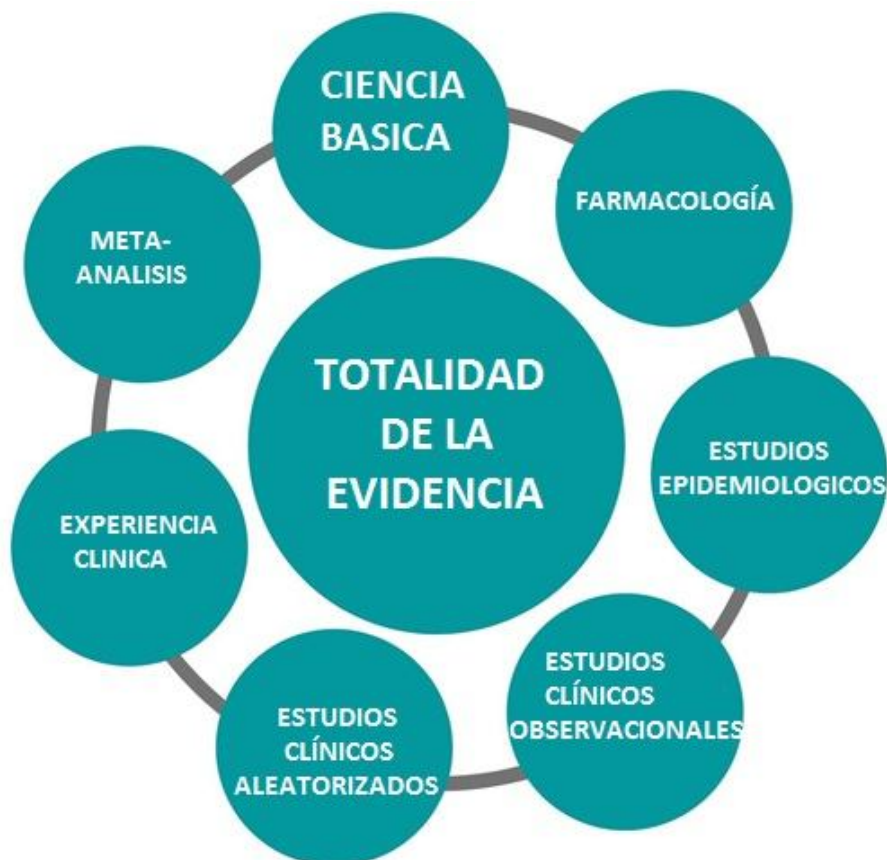 CIENCIA
BASICA
FARMACOLOGÍA
META-
ANALISIS
TOTALIDAD
DE LA
EVIDENCIA
ESTUDIOS
EPIDEMIOLOGICOS
EXPERIENCIA
CLINICA
ESTUDIOS
CLÍNICOS
OBSERVACIONALES
ESTUDIOS
CLÍNICOS
ALEATORIZADOS